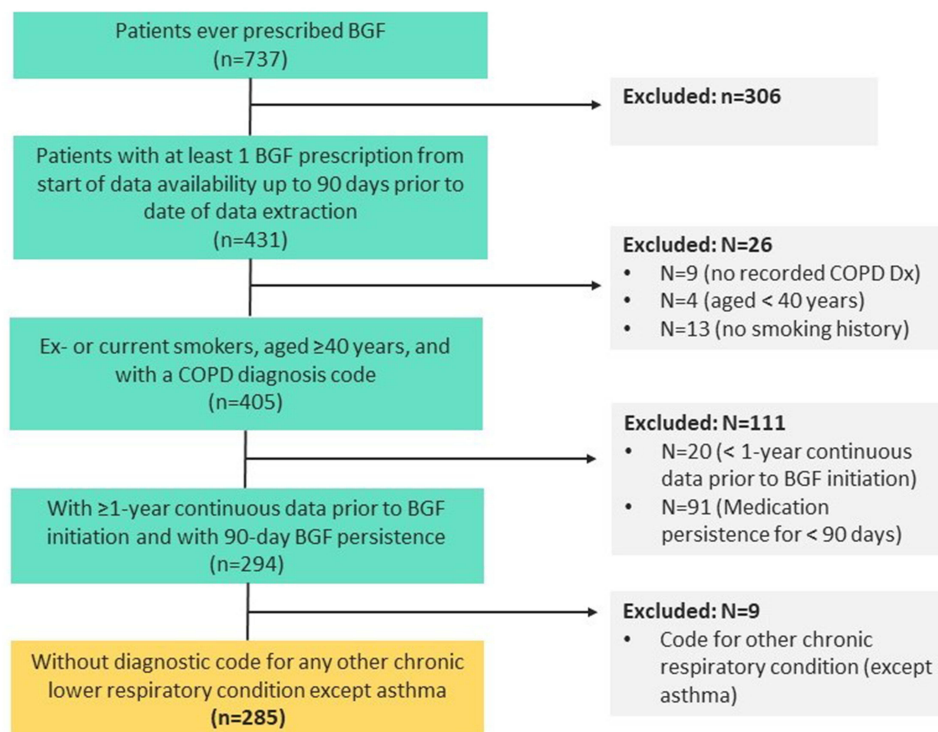 Patients ever prescribed BGF
(n=737)
Excluded: n=306
Patients with at least 1 BGF prescription from
start of data availability up to 90 days prior to
date of data extraction
(n=431)
Excluded: N=26
• N=9 (no recorded COPD Dx)
• N=4 (aged < 40 years)
• N=13 (no smoking history)
Ex- or current smokers, aged ≥40 years, and
with a COPD diagnosis code
(n=405)
Excluded: N=111
• N=20 (< 1-year continuous
data prior to BGF initiation)
• N=91 (Medication
persistence for < 90 days)
With ≥1-year continuous data prior to BGF
initiation and with 90-day BGF persistence
(n=294)
Excluded: N=9
• Code for other chronic
respiratory condition (except
asthma)
Without diagnostic code for any other chronic
lower respiratory condition except asthma
(n=285)